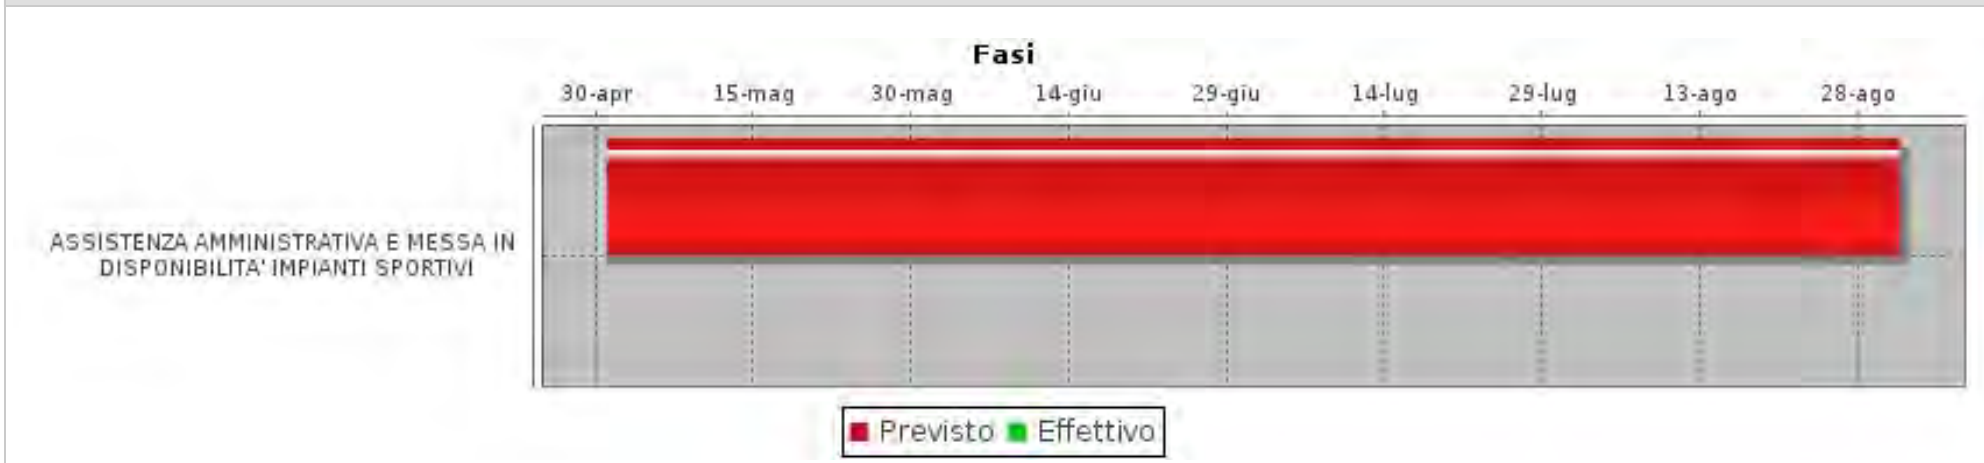 Fasi
30-apr 15-mag 30-mag 14-giu 29-giu 14-lug 29-lug 13-ago 28-ago
ASSISTENZA AMMINISTRATIVA E MESSA IN
DISPONIBILITA' IMPIANTI SPORTIVI
Previsto Effettivo